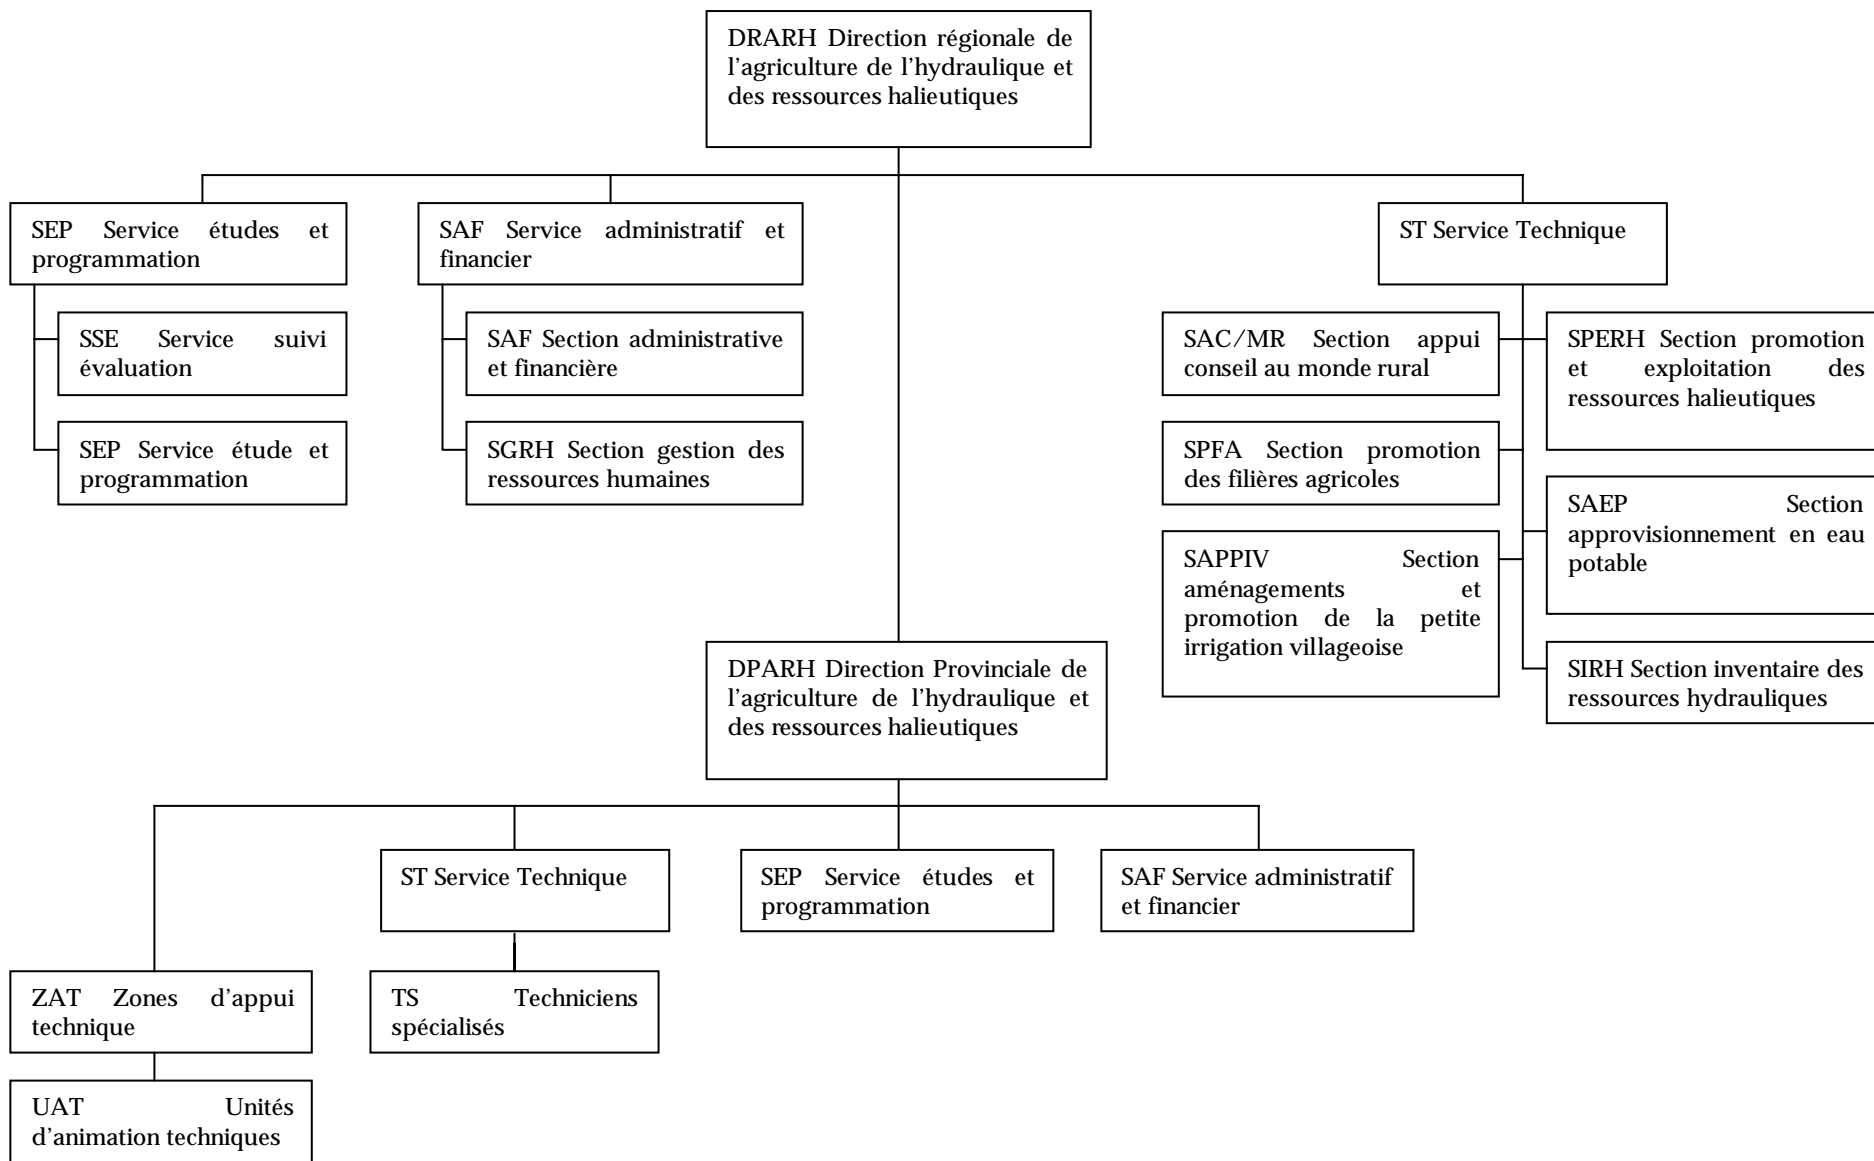 DRARH Direction régionale de
l'agriculture de l'hydraulique et
des ressources halieutiques
SEP Service études et
programmation
SAF Service administratif et
financier
ST Service Technique
SSE Service suivi
évaluation
SAF Section administrative
et financière
SAC/MR Section appui
conseil au monde rural
SPERH Section promotion
et exploitation des
ressources halieutiques
SEP Service étude et
programmation
SGRH Section gestion des
ressources humaines
SPFA Section promotion
des filières agricoles
SAEP Section
approvisionnement en eau
potable
SAPPIV Section
aménagements et
promotion de la petite
irrigation villageoise
SIRH Section inventaire des
ressources hydrauliques
DPARH Direction Provinciale de
l'agriculture de l'hydraulique et
des ressources halieutiques
ST Service Technique
SEP Service études et
programmation
SAF Service administratif
et financier
ZAT Zones d'appui
technique
TS Techniciens
spécialisés
UAT Unités
d'animation techniques